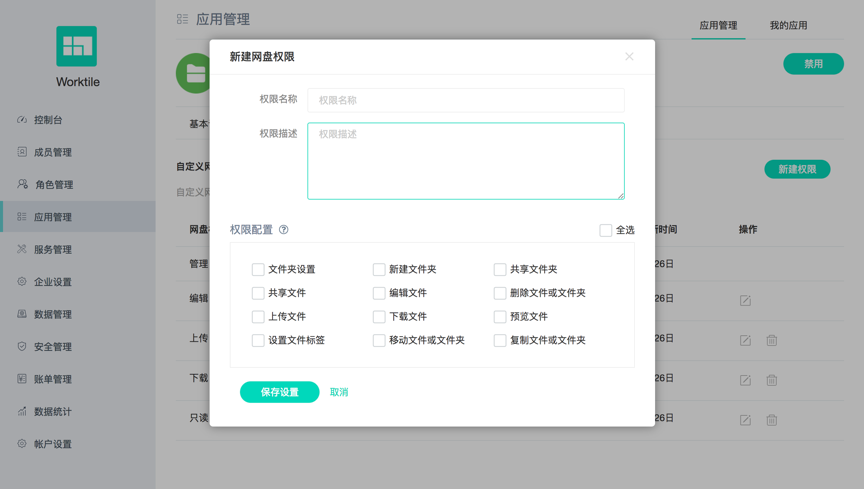 Worktile
控制台
成员管理
角色管理
应用管理
服务管理
企业设置
数据管理
安全管理
账单管理
数据统计
帐户设置
应用管理
应用管理
我的应用
禁用
基本
自定义网
自定义网
新建权限
网盘
时间
操作
管理
26日
编辑
26日
上传
26日
下载
26日
只读
26日
新建网盘权限
权限名称
权限名称
权限描述
权限描述
权限配置
全选
文件夹设置
新建文件夹
共享文件夹
共享文件
编辑文件
删除文件或文件夹
上传文件
下载文件
预览文件
设置文件标签
移动文件或文件夹
复制文件或文件夹
保存设置
取消